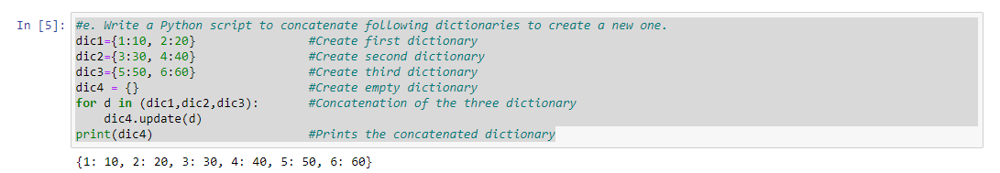 In [5]: #e. Write a Python script to concatenate following dictionaries to create a new one.
dic1={1:10, 2:20} #Create first dictionary
dic2={3:30, 4:40} #Create second dictionary
dic3={5:50, 6:60} #Create third dictionary
dic4 = {} #Create empty dictionary
for d in (dic1,dic2,dic3): #Concatenation of the three dictionary
    dic4.update(d)
print(dic4) #Prints the concatenated dictionary
{1: 10, 2: 20, 3: 30, 4: 40, 5: 50, 6: 60}